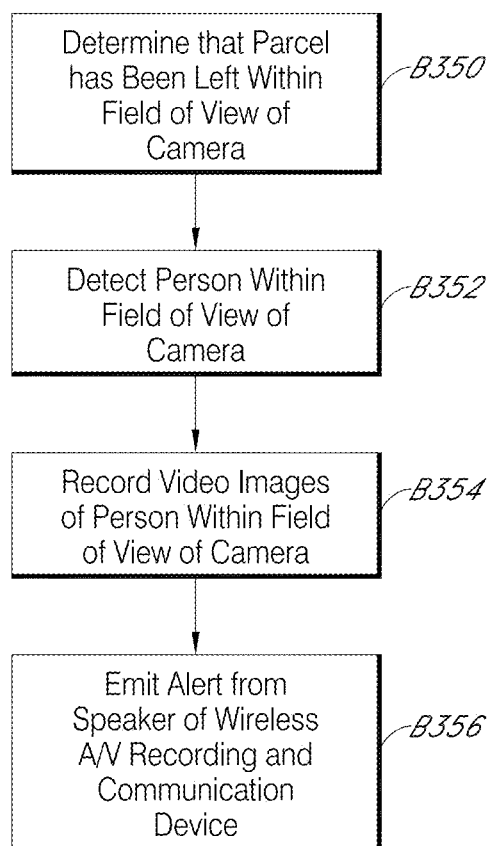 Determine that Parcel
has Been Left Within
Field of View of
Camera
B350
Detect Person Within
Field of View of
Camera
B352
Record Video Images
of Person Within Field
of View of Camera
B354
Emit Alert from
Speaker of Wireless
A/V Recording and
Communication
Device
B356